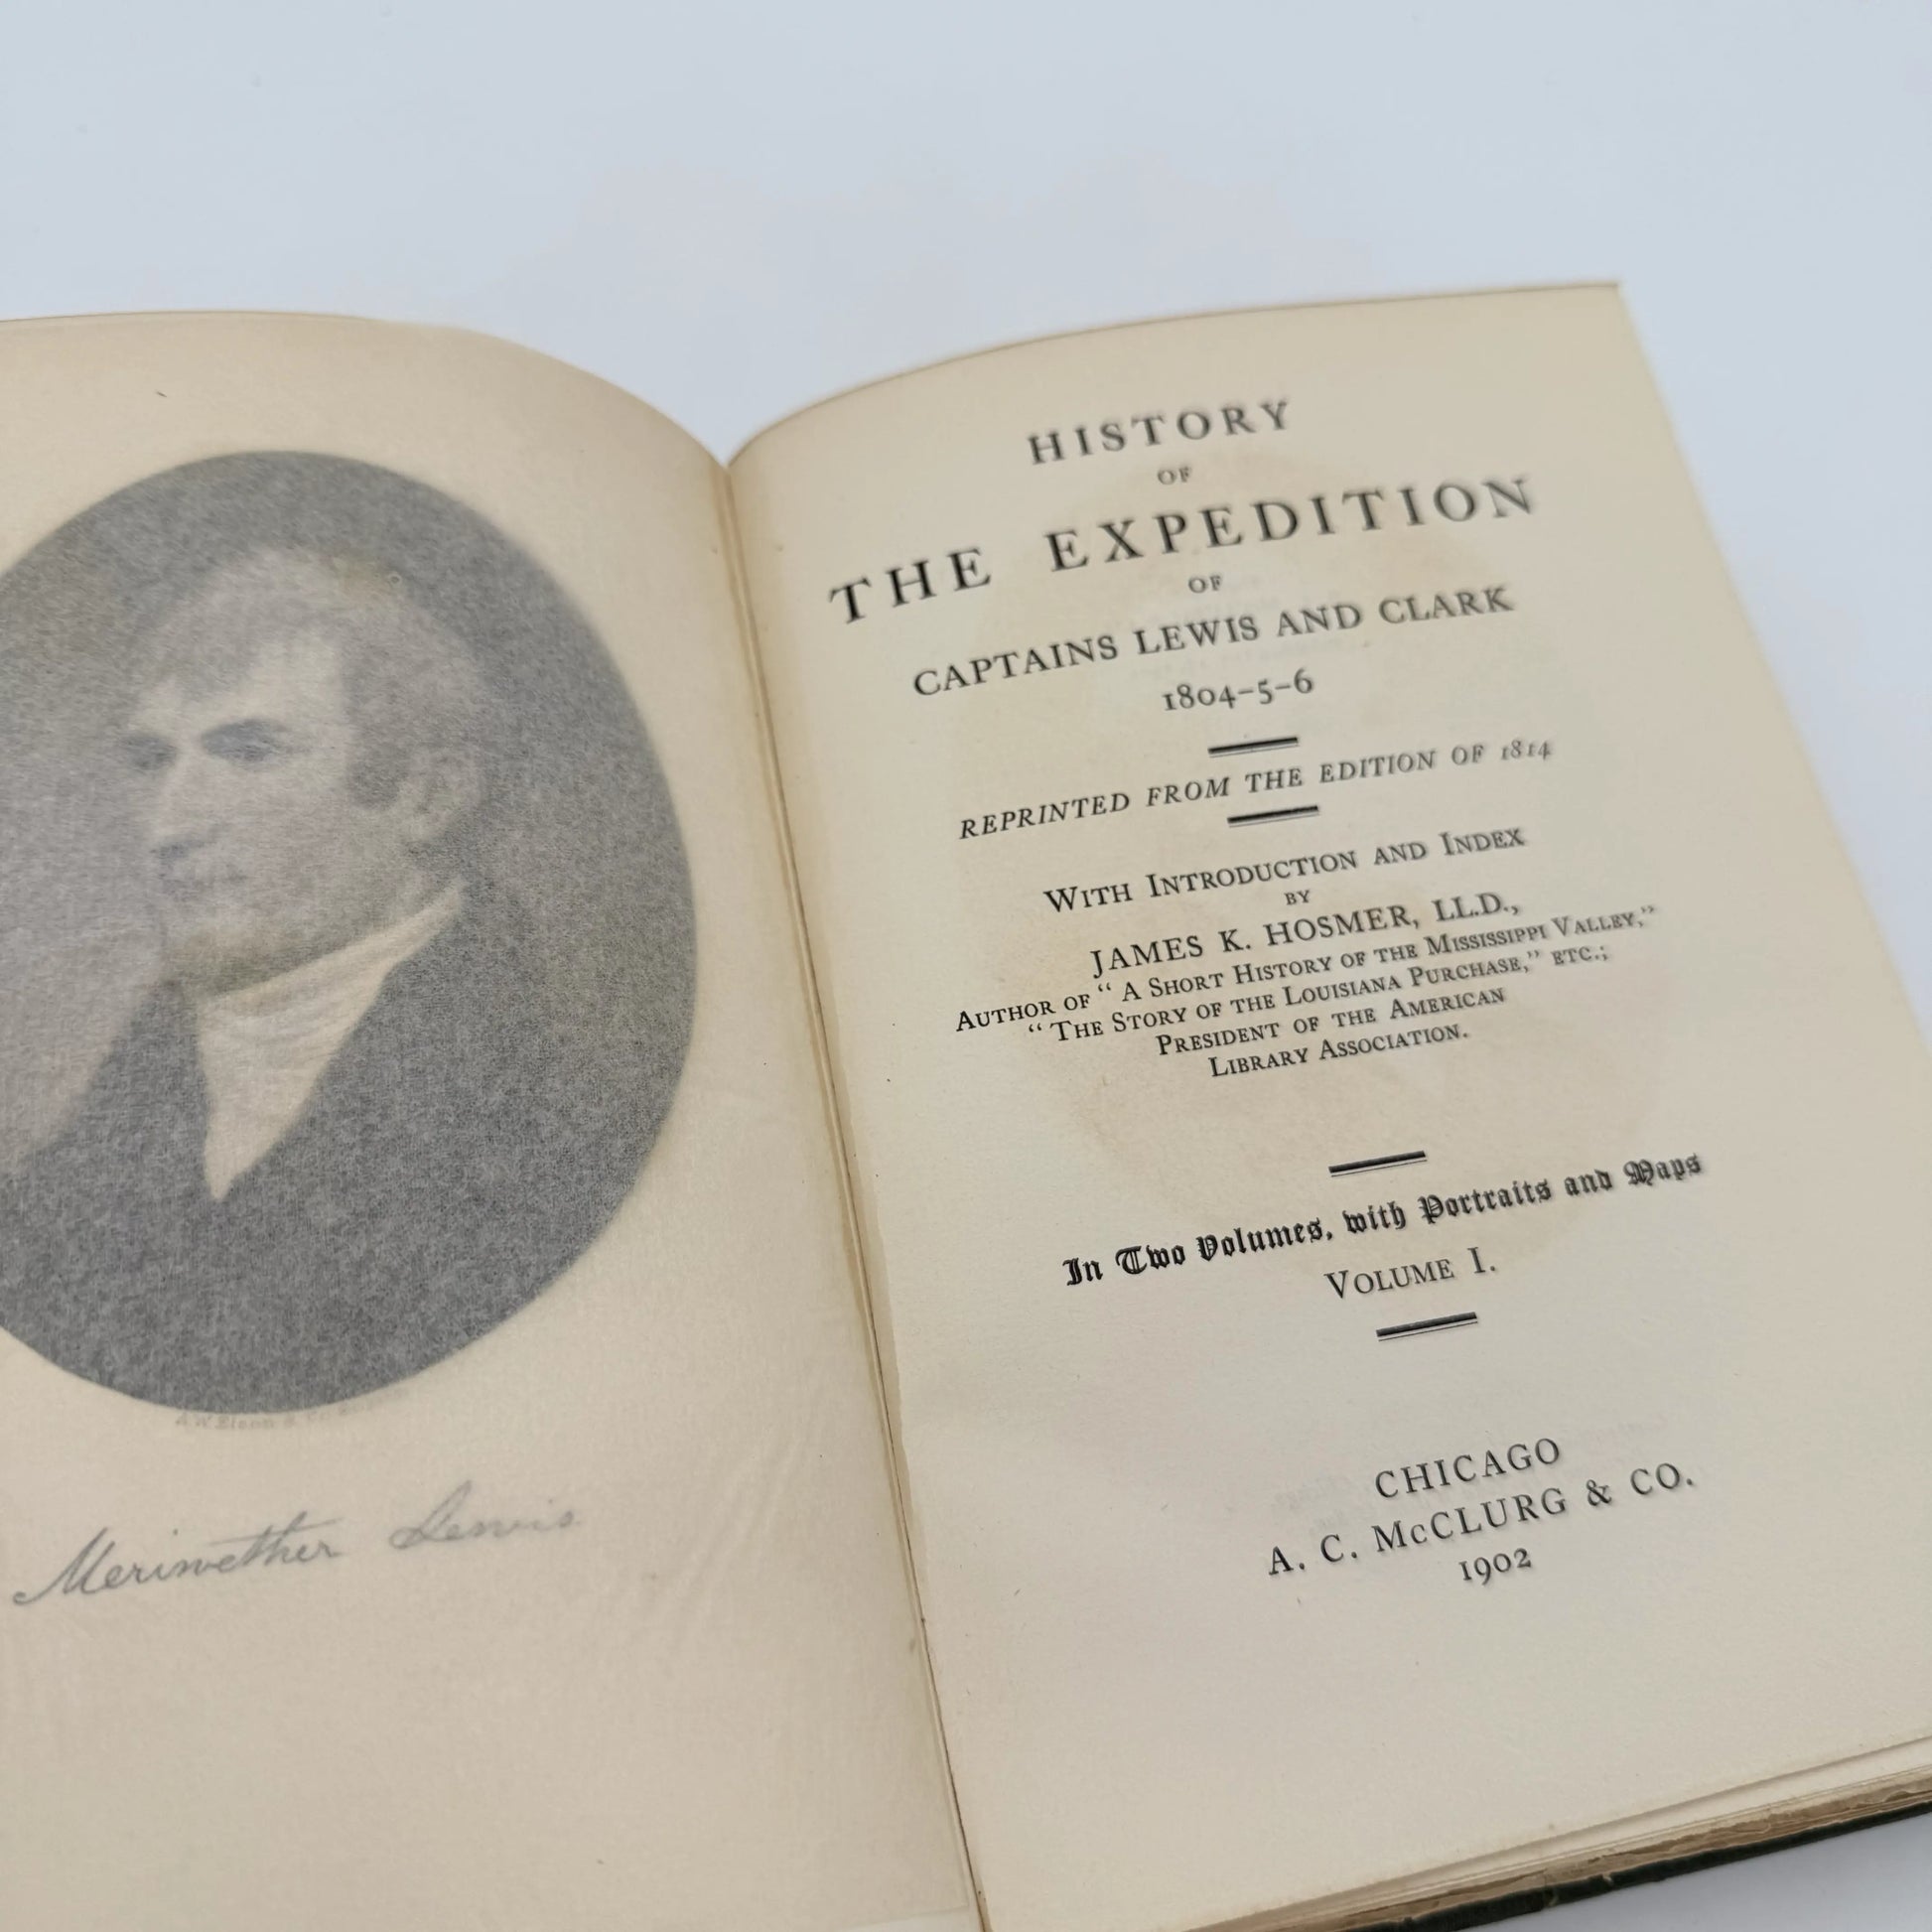 Meriwether Lewis
HISTORY
OF
THE EXPEDITION
OF
CAPTAINS LEWIS AND CLARK
1804-5-6
REPRINTED FROM THE EDITION OF 1814
WITH INTRODUCTION AND INDEX
BY
JAMES K. HOSMER, LL.D.,
AUTHOR OF "A SHORT HISTORY OF THE MISSISSIPPI VALLEY,"
"THE STORY OF THE LOUISIANA PURCHASE," ETC.;
PRESIDENT OF THE AMERICAN
LIBRARY ASSOCIATION.
In Two Volumes, with Portraits and Maps
VOLUME I.
CHICAGO
A. C. McCLURG & CO.
1902